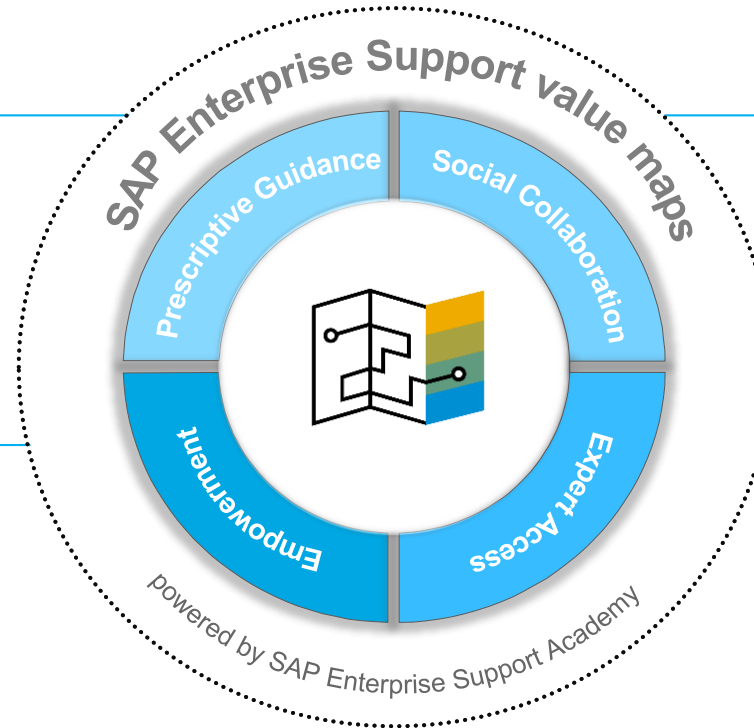 SAP Enterprise Support value maps
Prescriptive Guidance
Social Collaboration
Empowerment
Expert Access
powered by SAP Enterprise Support Academy